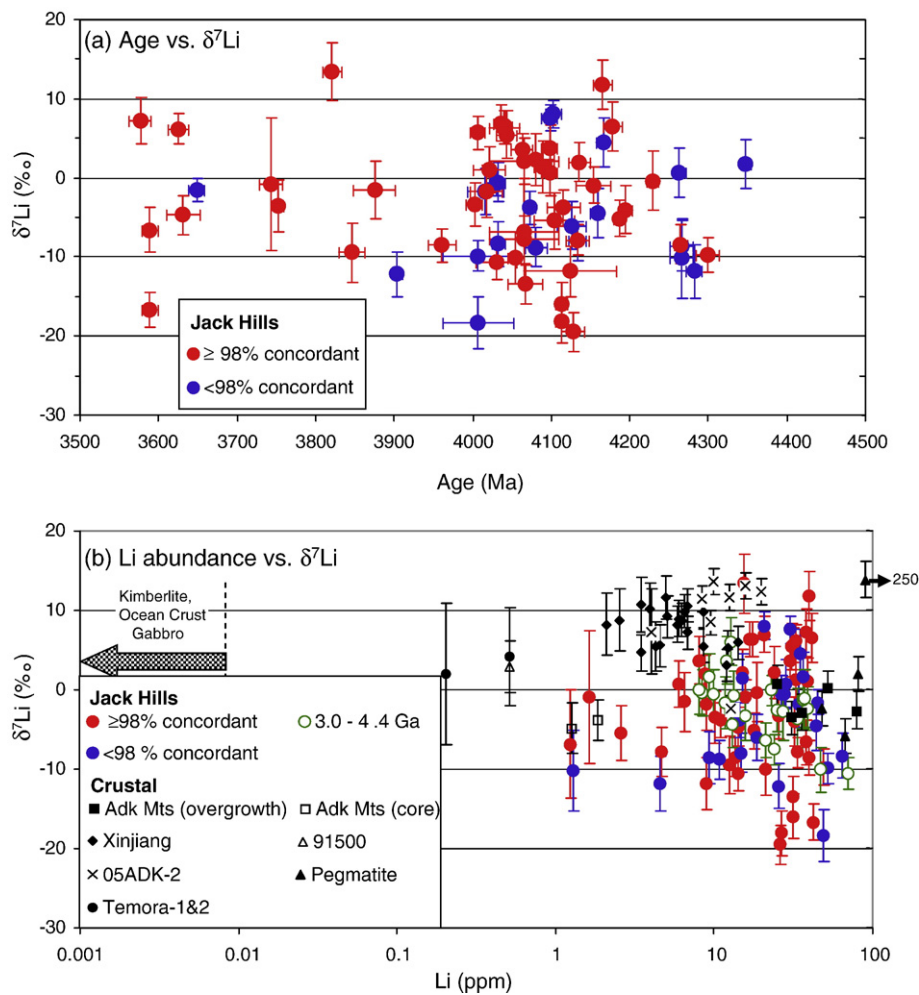 (a) Age vs. δ⁷Li
20
10
0
-10
-20
-30
δ⁷Li (‰)
Jack Hills
≥ 98% concordant
<98% concordant
3500 3600 3700 3800 3900 4000 4100 4200 4300 4400 4500
Age (Ma)
(b) Li abundance vs. δ⁷Li
20
10
0
-10
-20
-30
δ⁷Li (‰)
Kimberlite,
Ocean Crust
Gabbro
250
Jack Hills
≥98% concordant
3.0 - 4.4 Ga
<98 % concordant
Crustal
Adk Mts (overgrowth)
Adk Mts (core)
Xinjiang
91500
05ADK-2
Pegmatite
Temora-1&2
0.001 0.01 0.1 1 10 100
Li (ppm)